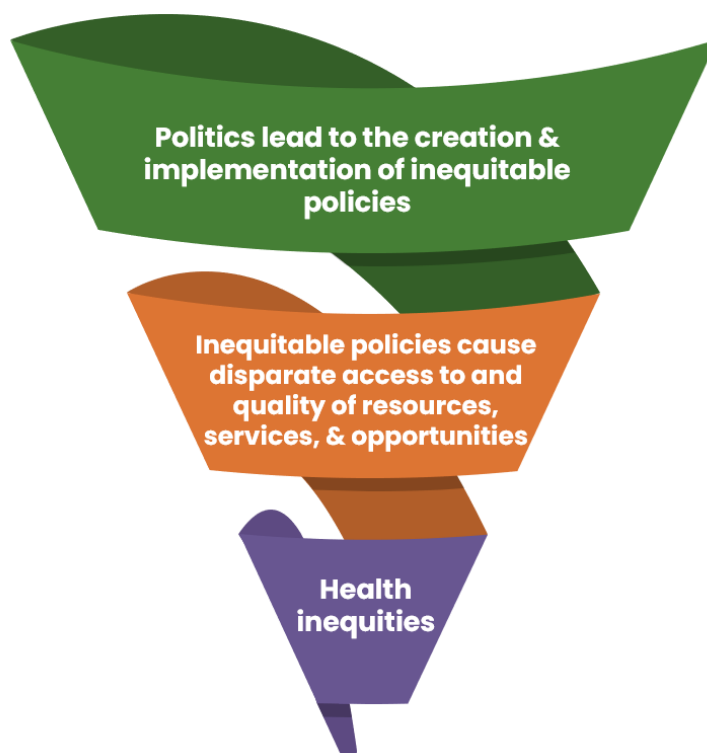 Politics lead to the creation &
implementation of inequitable
policies
Inequitable policies cause
disparate access to and
quality of resources,
services, & opportunities
Health
inequities